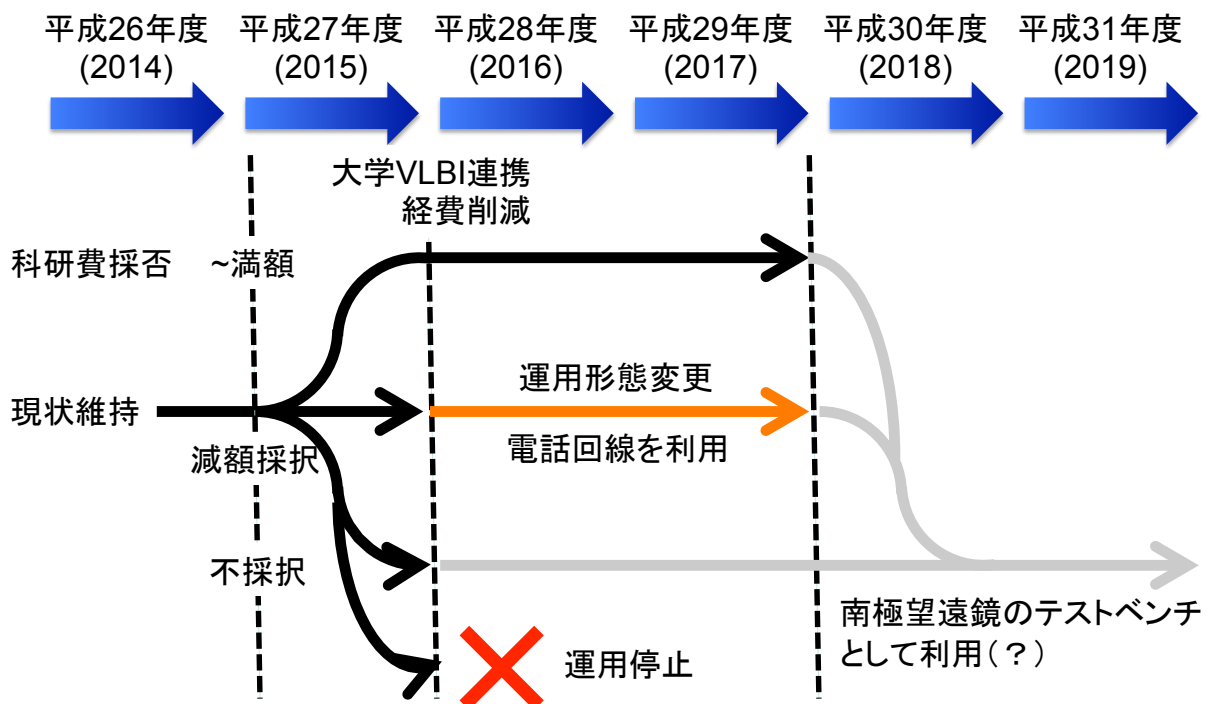 平成26年度 平成27年度 平成28年度 平成29年度 平成30年度 平成31年度
(2014) (2015) (2016) (2017) (2018) (2019)
大学VLBI連携
経費削減
科研費採否 ~満額
運用形態変更
現状維持
減額採択 電話回線を利用
不採択
南極望遠鏡のテストベンチ
として利用(？)
運用停止